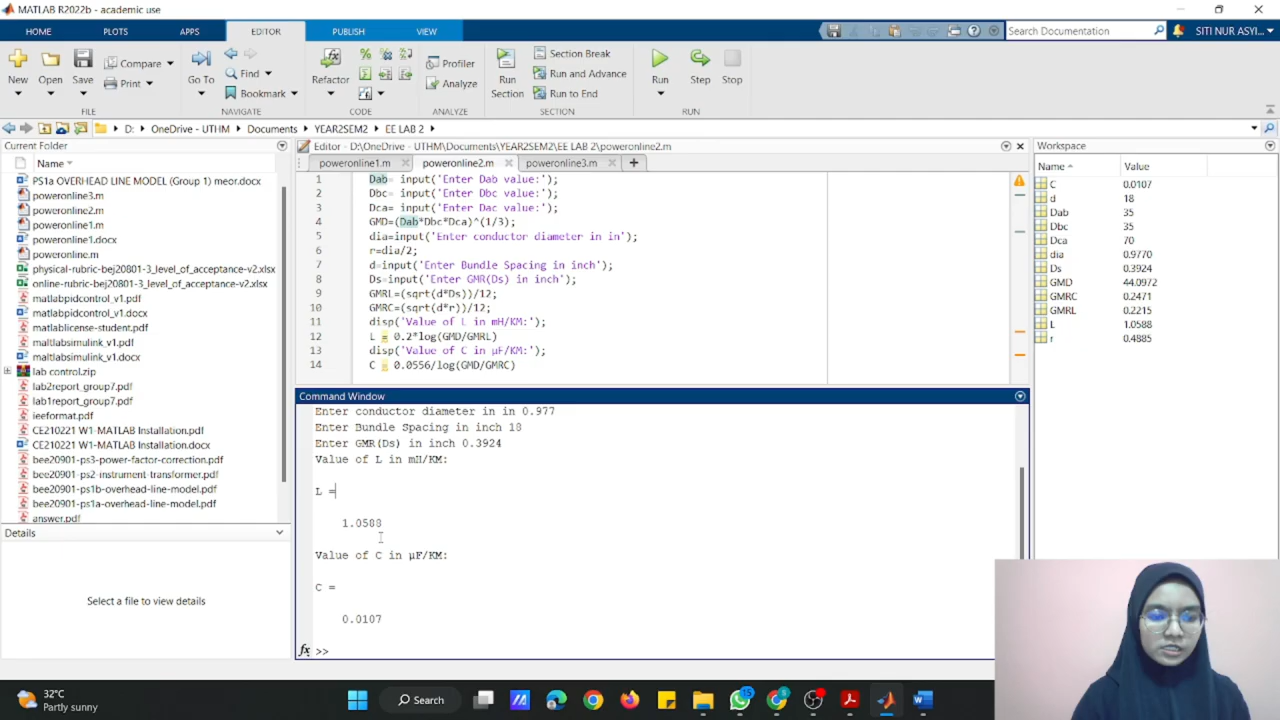 MATLAB R2022b - academic use
HOME PLOTS APPS EDITOR PUBLISH VIEW
Search Documentation
SITI NUR ASYI...
New
Open
Save
Compare
Print
FILE
Go To
Find
Bookmark
NAVIGATE
Refactor
CODE
Profiler
Analyze
ANALYZE
Run Section
Section Break
Run and Advance
Run to End
SECTION
Run
Step
Stop
RUN
D: OneDrive - UTHM Documents YEAR2SEM2 EE LAB 2
Current Folder
Name
PS1a OVERHEAD LINE MODEL (Group 1) meor.docx
poweronline3.m
poweronline2.m
poweronline1.m
poweronline1.docx
poweronline.m
physical-rubric-bej20801-3_level_of_acceptance-v2.xlsx
online-rubric-bej20801-3_level_of_acceptance-v2.xlsx
matlabpidcontrol_v1.pdf
matlabpidcontrol_v1.docx
matlablicense-student.pdf
matlabsimulink_v1.pdf
matlabsimulink_v1.docx
lab control.zip
lab2report_group7.pdf
lab1report_group7.pdf
ieeformat.pdf
CE210221 W1-MATLAB Installation.pdf
CE210221 W1-MATLAB Installation.docx
bee20901-ps3-power-factor-correction.pdf
bee20901-ps2-instrument-transformer.pdf
bee20901-ps1b-overhead-line-model.pdf
bee20901-ps1a-overhead-line-model.pdf
answer.pdf
Details
Select a file to view details
Editor - D:\OneDrive - UTHM\Documents\YEAR2SEM2\EE LAB 2\poweronline2.m
poweronline1.m poweronline2.m poweronline3.m
1 Dab= input('Enter Dab value:');
2 Dbc= input('Enter Dbc value:');
3 Dca= input('Enter Dac value:');
4 GMD=(Dab*Dbc*Dca)^(1/3);
5 dia=input('Enter conductor diameter in in');
6 r=dia/2;
7 d=input('Enter Bundle Spacing in inch');
8 Ds=input('Enter GMR(Ds) in inch');
9 GMRL=(sqrt(d*Ds))/12;
10 GMRC=(sqrt(d*r))/12;
11 disp('Value of L in mH/KM:');
12 L = 0.2*log(GMD/GMRL)
13 disp('Value of C in µF/KM:');
14 C = 0.0556/log(GMD/GMRC)
Command Window
Enter conductor diameter in in 0.977
Enter Bundle Spacing in inch 18
Enter GMR(Ds) in inch 0.3924
Value of L in mH/KM:
L =
1.0588
Value of C in µF/KM:
C =
0.0107
fx >>
Workspace
Name Value
C 0.0107
d 18
Dab 35
Dbc 35
Dca 70
dia 0.9770
Ds 0.3924
GMD 44.0972
GMRC 0.2471
GMRL 0.2215
L 1.0588
r 0.4885
32°C
Partly sunny
Search
15